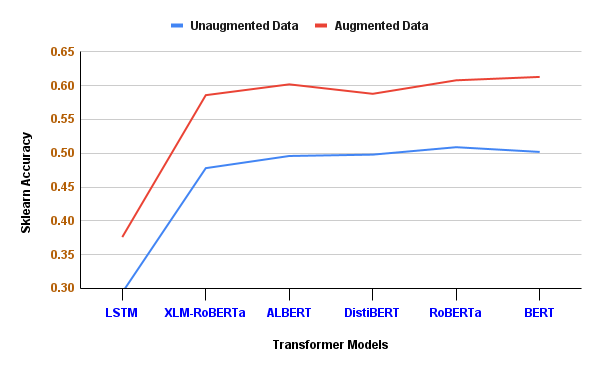 Unaugmented Data Augmented Data
0.65
0.60
0.55
0.50
0.45
0.40
0.35
0.30
Sklearn Accuracy
LSTM XLM-RoBERTa ALBERT DistiBERT RoBERTa BERT
Transformer Models